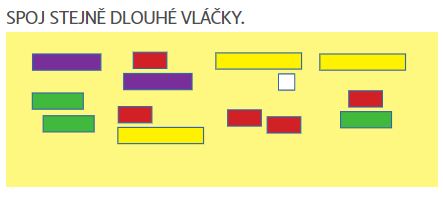 SPOJ STEJNĚ DLOUHÉ VLÁČKY.